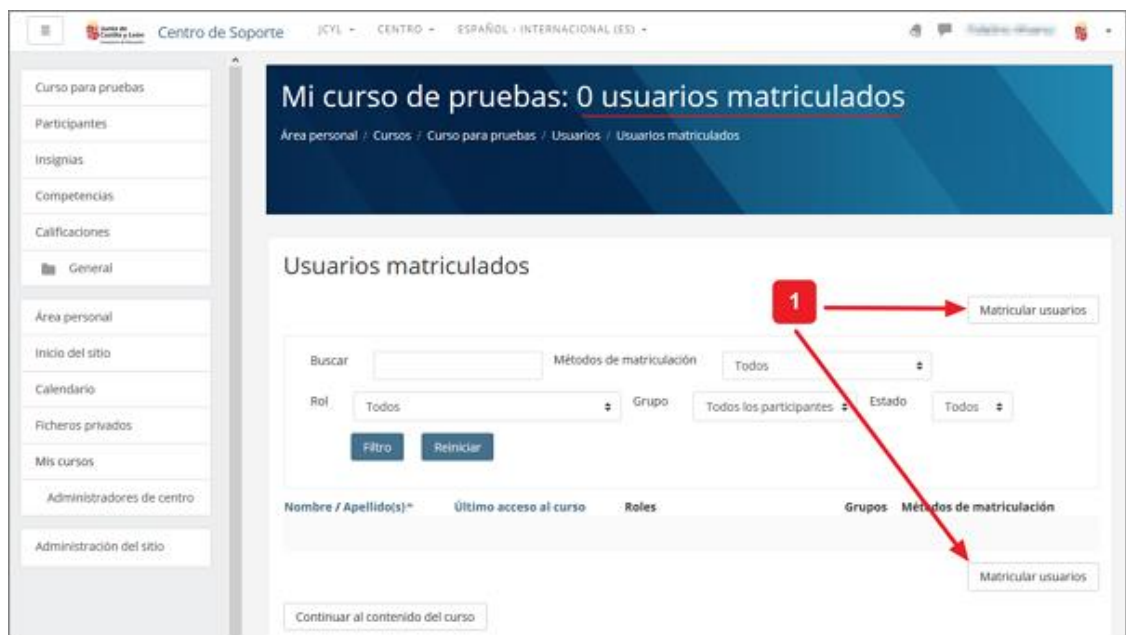 Junta de
Castilla y León
Centro de Soporte JCYL CENTRO ESPAÑOL - INTERNACIONAL (ES)
Curso para pruebas
Participantes
Insignias
Competencias
Calificaciones
General
Área personal
Inicio del sitio
Calendario
Ficheros privados
Mis cursos
Administradores de centro
Administración del sitio
Mi curso de pruebas: 0 usuarios matriculados
Área personal / Cursos / Curso para pruebas / Usuarios / Usuarios matriculados
Usuarios matriculados
1
Matricular usuarios
Buscar Métodos de matriculación Todos
Rol Todos Grupo Todos los participantes Estado Todos
Filtro Reiniciar
Nombre / Apellido(s) Último acceso al curso Roles Grupos Métodos de matriculación
Matricular usuarios
Continuar al contenido del curso